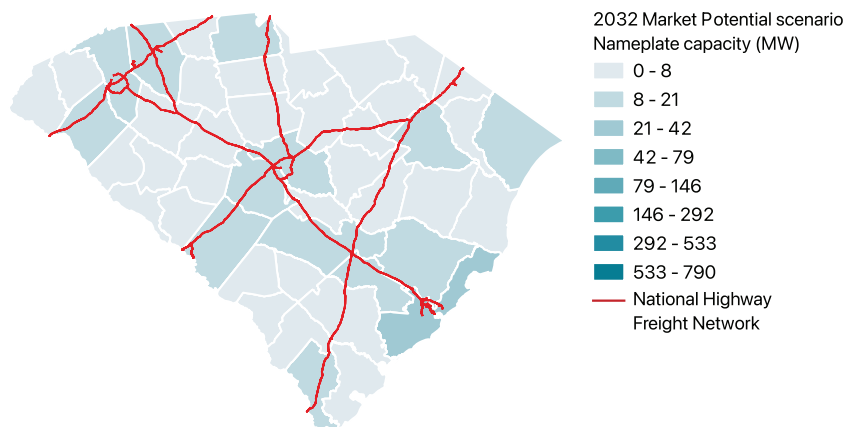 2032 Market Potential scenario
Nameplate capacity (MW)
0 - 8
8 - 21
21 - 42
42 - 79
79 - 146
146 - 292
292 - 533
533 - 790
National Highway
Freight Network